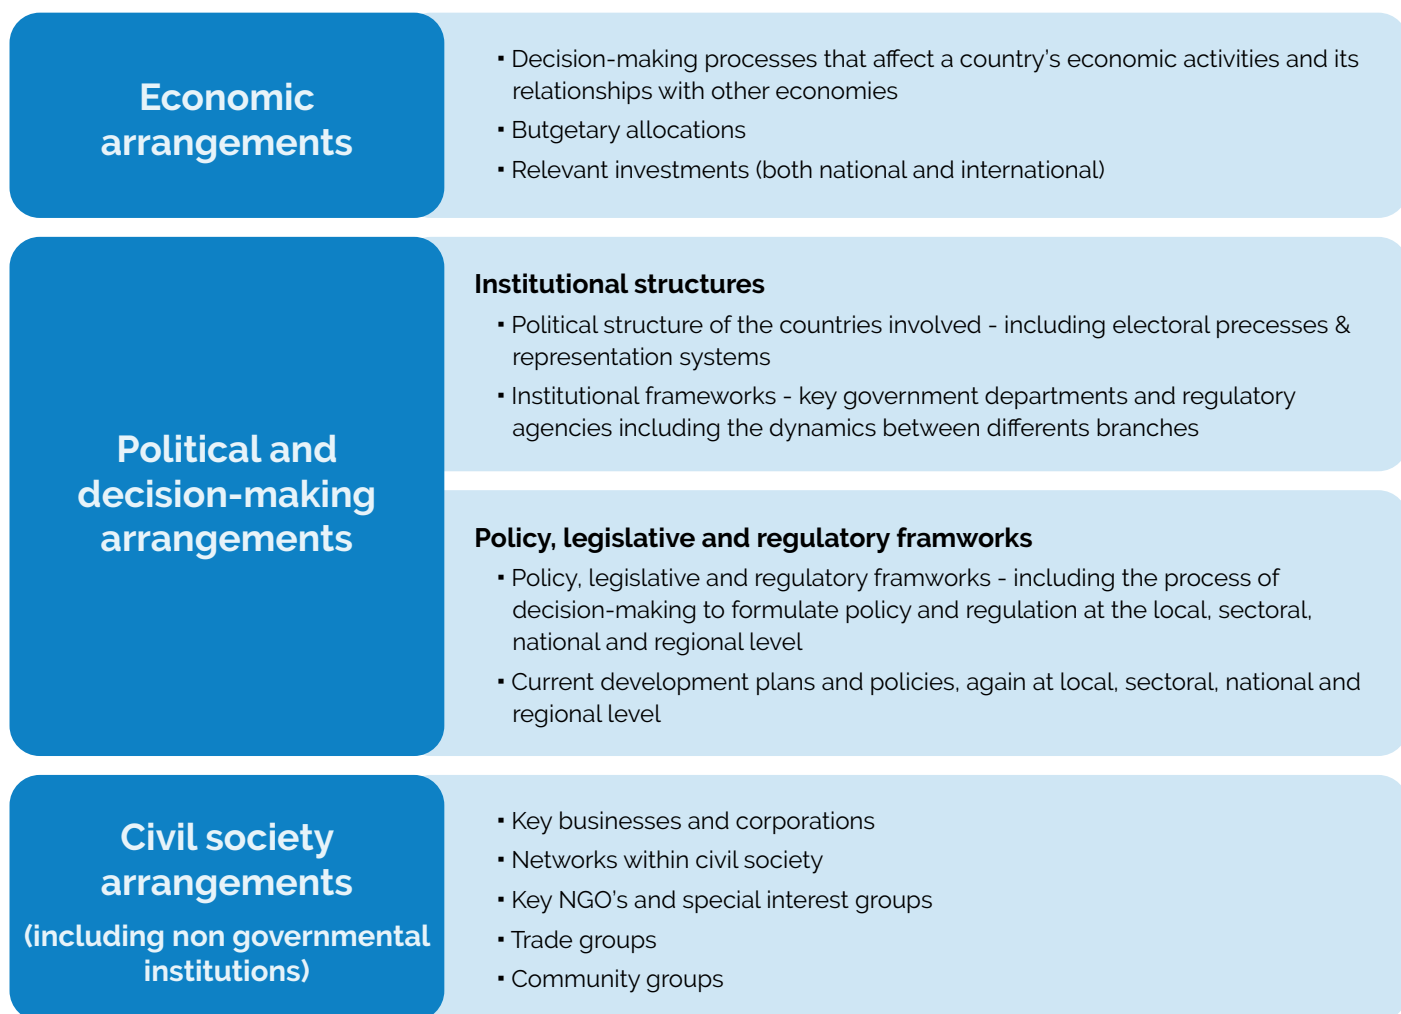 Economic
arrangements
▪ Decision-making processes that affect a country’s economic activities and its
relationships with other economies
▪ Butgetary allocations
▪ Relevant investments (both national and international)
Political and
decision-making
arrangements
Institutional structures
▪ Political structure of the countries involved - including electoral precesses &
representation systems
▪ Institutional frameworks - key government departments and regulatory
agencies including the dynamics between differents branches
Policy, legislative and regulatory framworks
▪ Policy, legislative and regulatory framworks - including the process of
decision-making to formulate policy and regulation at the local, sectoral,
national and regional level
▪ Current development plans and policies, again at local, sectoral, national and
regional level
Civil society
arrangements
(including non governmental
institutions)
▪ Key businesses and corporations
▪ Networks within civil society
▪ Key NGO’s and special interest groups
▪ Trade groups
▪ Community groups